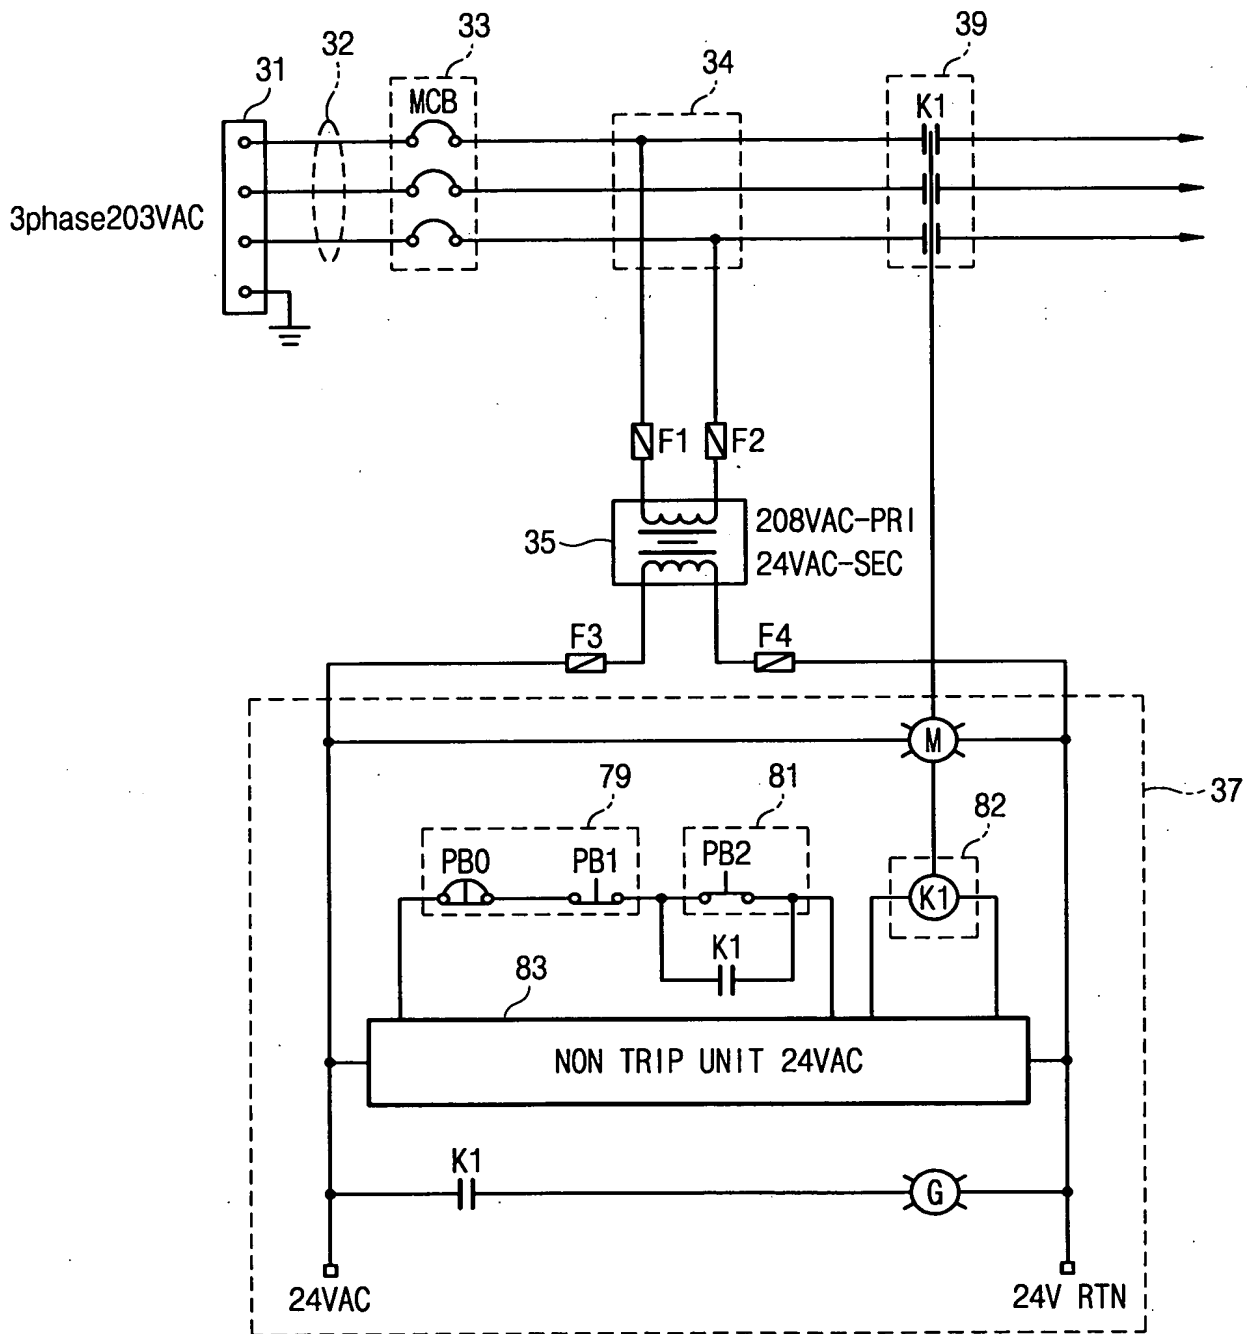 33
39
32
34
31
MCB
K1
3phase203VAC
F1
F2
208VAC-PRI
35
24VAC-SEC
F3
F4
M
79
81
37
82
PB0
PB1
PB2
K1
K1
83
NON TRIP UNIT 24VAC
K1
G
24VAC
24V RTN